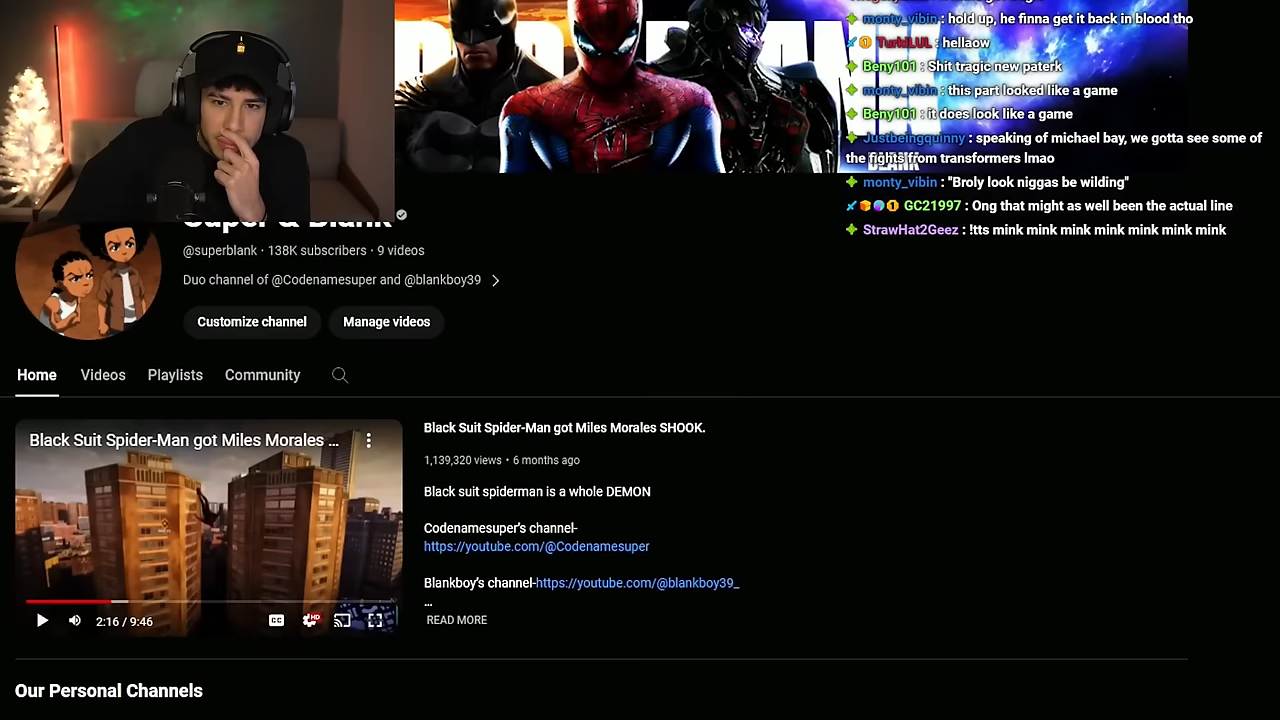 monty_vibin : hold up, he finna get it back in blood tho
TurkiLUL : hellaow
Beny101 : Shit tragic new paterk
monty_vibin : this part looked like a game
Beny101 : it does look like a game
Justbeingquinny : speaking of michael bay, we gotta see some of
the fights from transformers lmao
BLANK
monty_vibin : "Broly look niggas be wilding"
GC21997 : Ong that might as well been the actual line
StrawHat2Geez : !tts mink mink mink mink mink mink mink
Super & Blank
@superblank · 138K subscribers · 9 videos
Duo channel of @Codenamesuper and @blankboy39
Customize channel
Manage videos
Home
Videos
Playlists
Community
Black Suit Spider-Man got Miles Morales ...
2:16 / 9:46
CC
HD
Black Suit Spider-Man got Miles Morales SHOOK.
1,139,320 views • 6 months ago
Black suit spiderman is a whole DEMON
Codenamesuper's channel-
https://youtube.com/@Codenamesuper
Blankboy's channel-https://youtube.com/@blankboy39_
...
READ MORE
Our Personal Channels